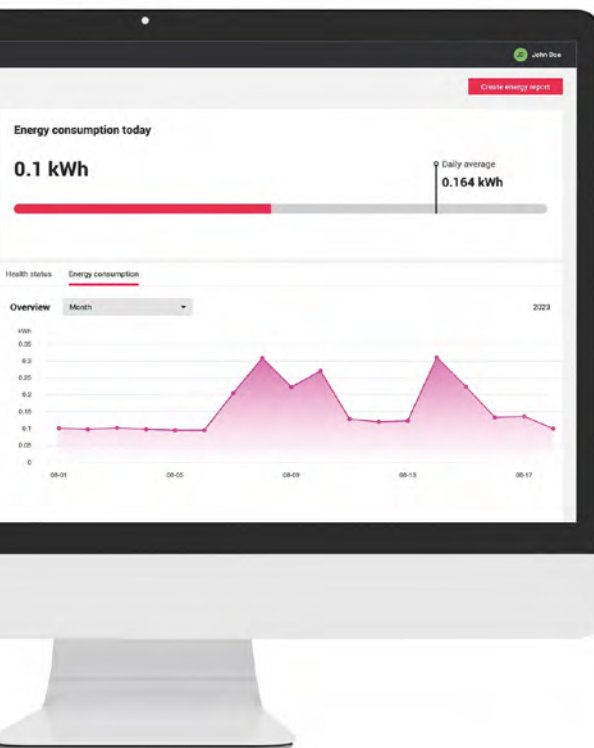 JD John Doe
Create energy report
Energy consumption today
0.1 kWh
Daily average
0.164 kWh
Health status Energy consumption
Overview Month 2023
kWh
0.35
0.3
0.25
0.2
0.15
0.1
0.05
0
08-01 08-05 08-09 08-13 08-17